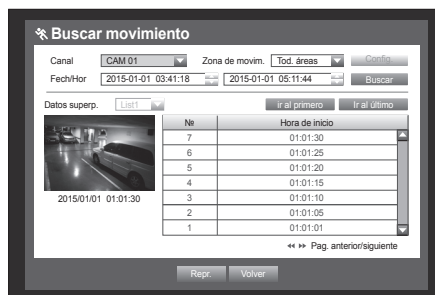 Buscar movimiento
Canal CAM 01 Zona de movim. Tod. áreas Config.
Fech/Hor 2015-01-01 03:41:18 2015-01-01 05:11:44 Buscar
Datos superp. List1 ir al primero Ir al último
№ Hora de inicio
7 01:01:30
6 01:01:25
5 01:01:20
4 01:01:15
3 01:01:10
2 01:01:05
1 01:01:01
2015/01/01 01:01:30
Pag. anterior/siguiente
Repr. Volver